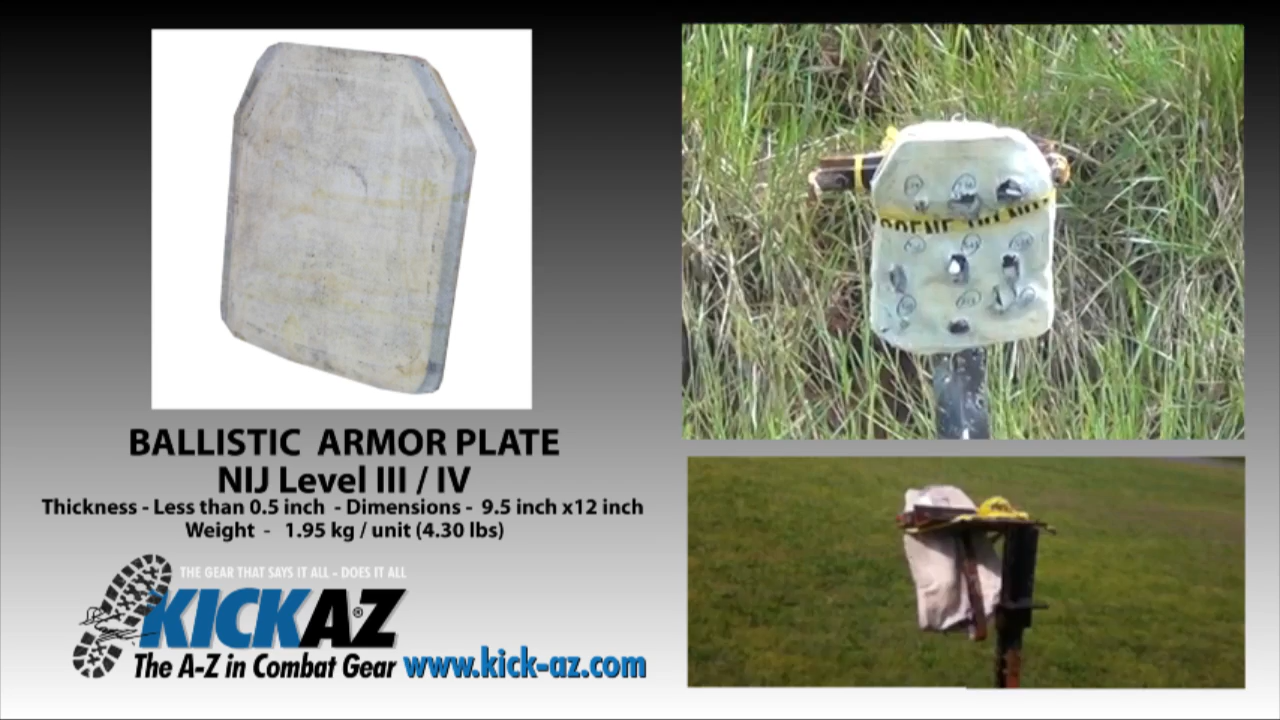 BALLISTIC ARMOR PLATE
NIJ Level III / IV
Thickness - Less than 0.5 inch - Dimensions - 9.5 inch x12 inch
Weight - 1.95 kg / unit (4.30 lbs)
THE GEAR THAT SAYS IT ALL - DOES IT ALL
KICKAZ®
The A-Z in Combat Gear www.kick-az.com